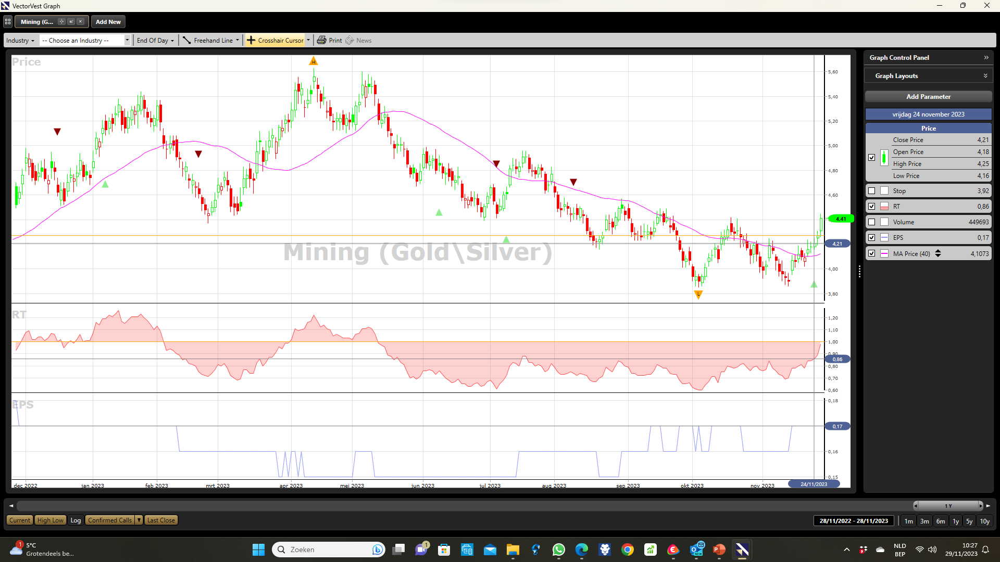 VectorVest Graph
Mining (G...
Add New
Industry
-- Choose an Industry --
End Of Day
Freehand Line
Crosshair Cursor
Print
News
Price
H
5,60
5,40
5,20
5,00
4,80
4,60
4,41
4,21
4,00
3,80
Mining (Gold\Silver)
L
RT
1,20
1,10
1,00
0,90
0,86
0,80
0,70
0,60
EPS
0,18
0,17
0,16
0,15
dec 2022
jan 2023
feb 2023
mrt 2023
apr 2023
mei 2023
jun 2023
jul 2023
aug 2023
sep 2023
okt 2023
nov 2023
24/11/2023
Graph Control Panel
Graph Layouts
Add Parameter
vrijdag 24 november 2023
Price
Close Price 4,21
Open Price 4,18
High Price 4,25
Low Price 4,16
Stop 3,92
RT 0,86
Volume 449693
EPS 0,17
MA Price (40) 4,1073
1 Y
Current
High Low
Log
Confirmed Calls
Last Close
28/11/2022 - 28/11/2023
1m
3m
6m
1y
5y
10y
1
5°C
Grotendeels be...
Zoeken
1
NEW
NLD
BEP
10:27
29/11/2023